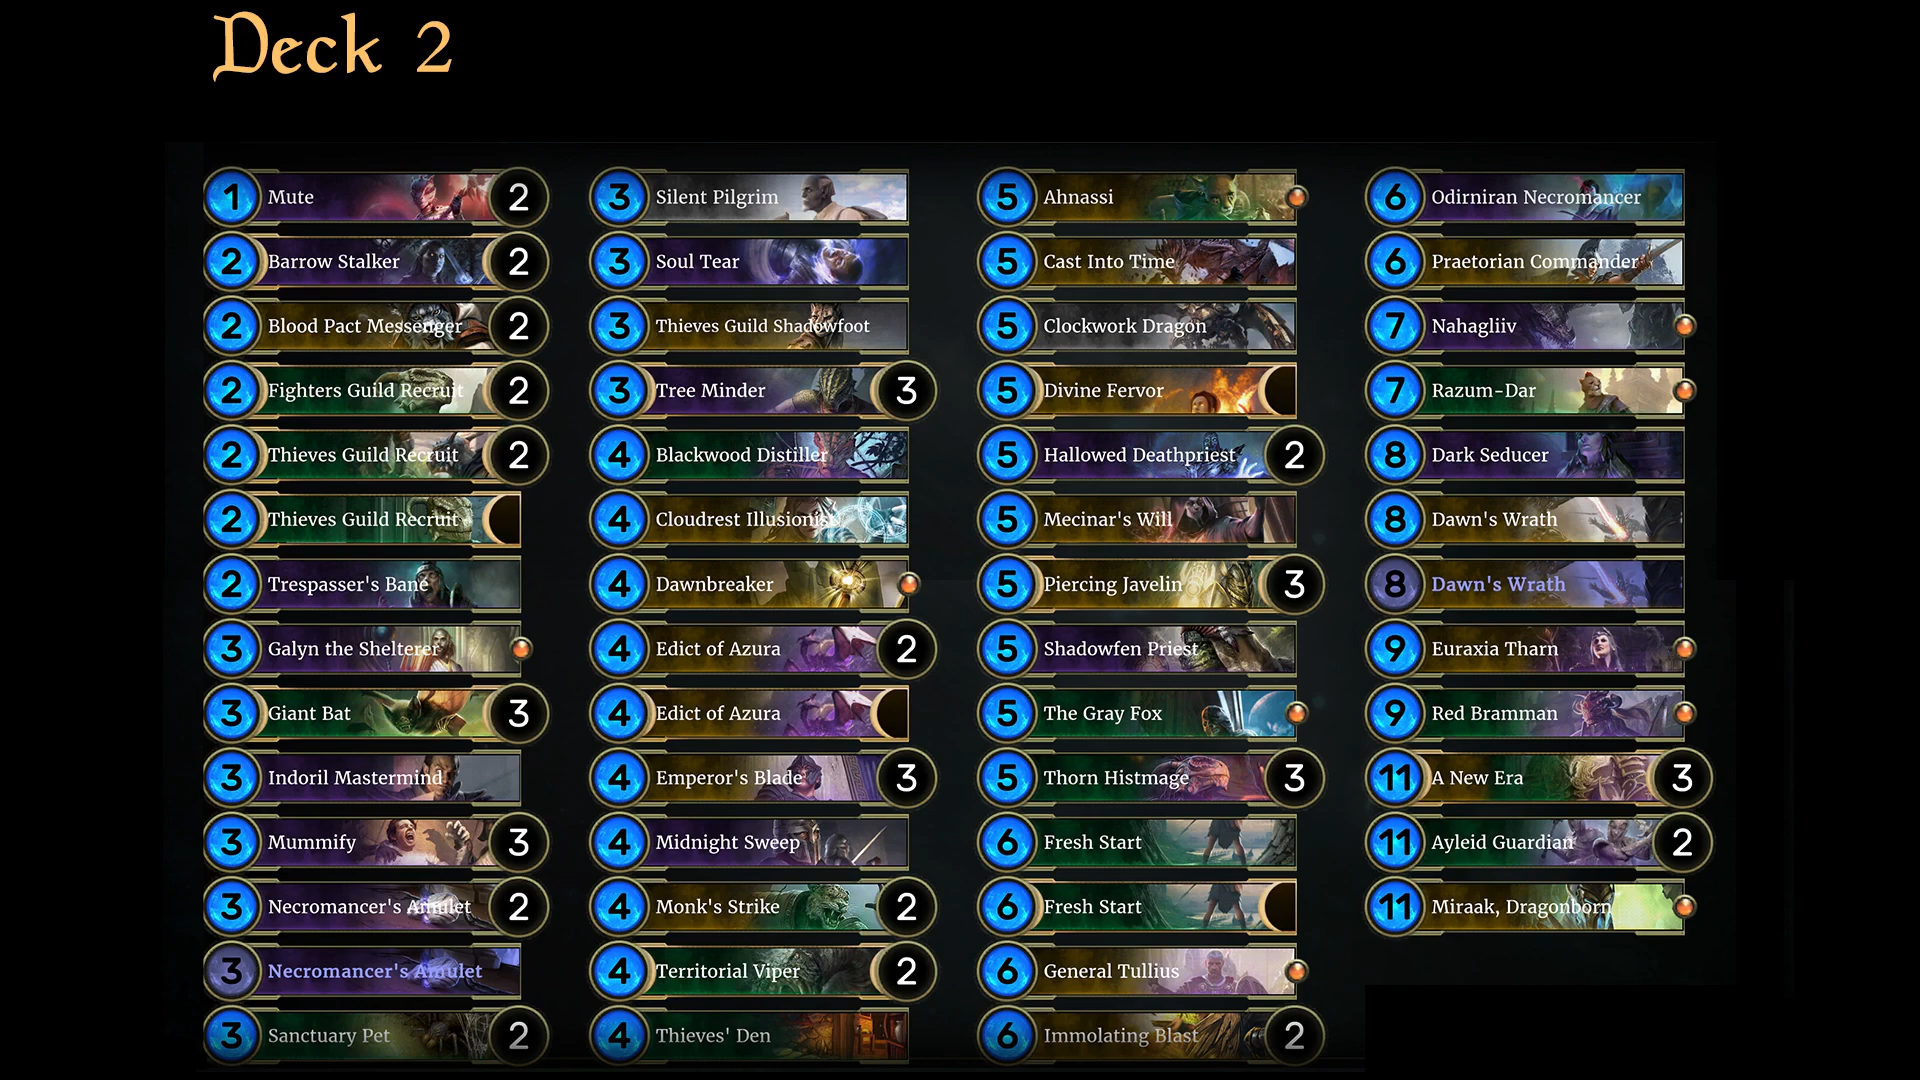 Deck 2
1 Mute 2
2 Barrow Stalker 2
2 Blood Pact Messenger 2
2 Fighters Guild Recruit 2
2 Thieves Guild Recruit 2
2 Thieves Guild Recruit
2 Trespasser's Bane
3 Galyn the Shelterer
3 Giant Bat 3
3 Indoril Mastermind
3 Mummify 3
3 Necromancer's Amulet 2
3 Necromancer's Amulet
3 Sanctuary Pet 2
3 Silent Pilgrim
3 Soul Tear
3 Thieves Guild Shadowfoot
3 Tree Minder 3
4 Blackwood Distiller
4 Cloudrest Illusionist
4 Dawnbreaker
4 Edict of Azura 2
4 Edict of Azura
4 Emperor's Blade 3
4 Midnight Sweep
4 Monk's Strike 2
4 Territorial Viper 2
4 Thieves' Den
5 Ahnassi
5 Cast Into Time
5 Clockwork Dragon
5 Divine Fervor
5 Hallowed Deathpriest 2
5 Mecinar's Will
5 Piercing Javelin 3
5 Shadowfen Priest
5 The Gray Fox
5 Thorn Histmage 3
6 Fresh Start
6 Fresh Start
6 General Tullius
6 Immolating Blast 2
6 Odirniran Necromancer
6 Praetorian Commander
7 Nahagliiv
7 Razum-Dar
8 Dark Seducer
8 Dawn's Wrath
8 Dawn's Wrath
9 Euraxia Tharn
9 Red Bramman
11 A New Era 3
11 Ayleid Guardian 2
11 Miraak, Dragonborn